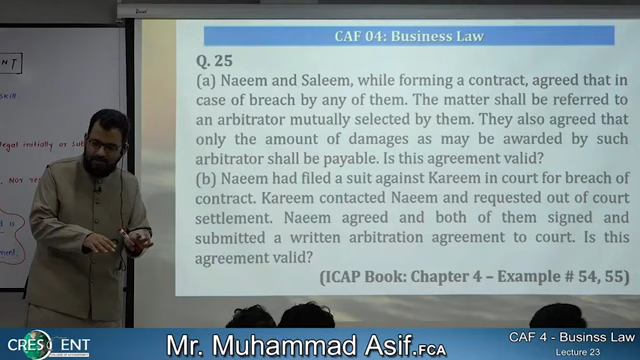 CAF 04: Business Law
Q. 25
(a) Naeem and Saleem, while forming a contract, agreed that in
case of breach by any of them. The matter shall be referred to
an arbitrator mutually selected by them. They also agreed that
only the amount of damages as may be awarded by such
arbitrator shall be payable. Is this agreement valid?
(b) Naeem had filed a suit against Kareem in court for breach of
contract. Kareem contacted Naeem and requested out of court
settlement. Naeem agreed and both of them signed and
submitted a written arbitration agreement to court. Is this
agreement valid?
(ICAP Book: Chapter 4 – Example # 54, 55)
skill
legal initially or sub
CRESCENT
Mr. Muhammad Asif.FCA
CAF 4 - Businss Law
Lecture 23